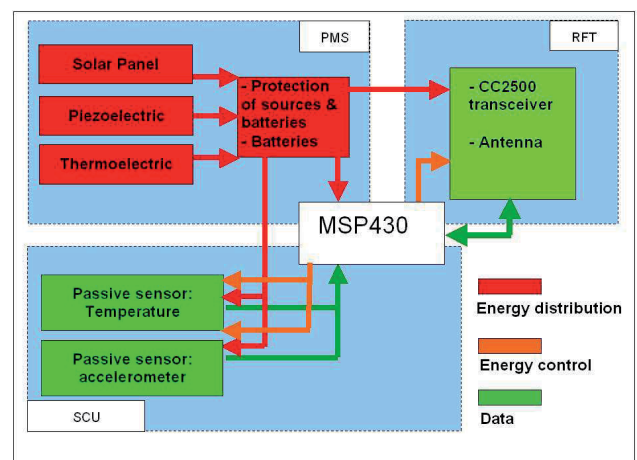 PMS
RFT
Solar Panel
Piezoelectric
Thermoelectric
- Protection
of sources &
batteries
- Batteries
- CC2500
transceiver
- Antenna
MSP430
Passive sensor:
Temperature
Passive sensor:
accelerometer
SCU
Energy distribution
Energy control
Data